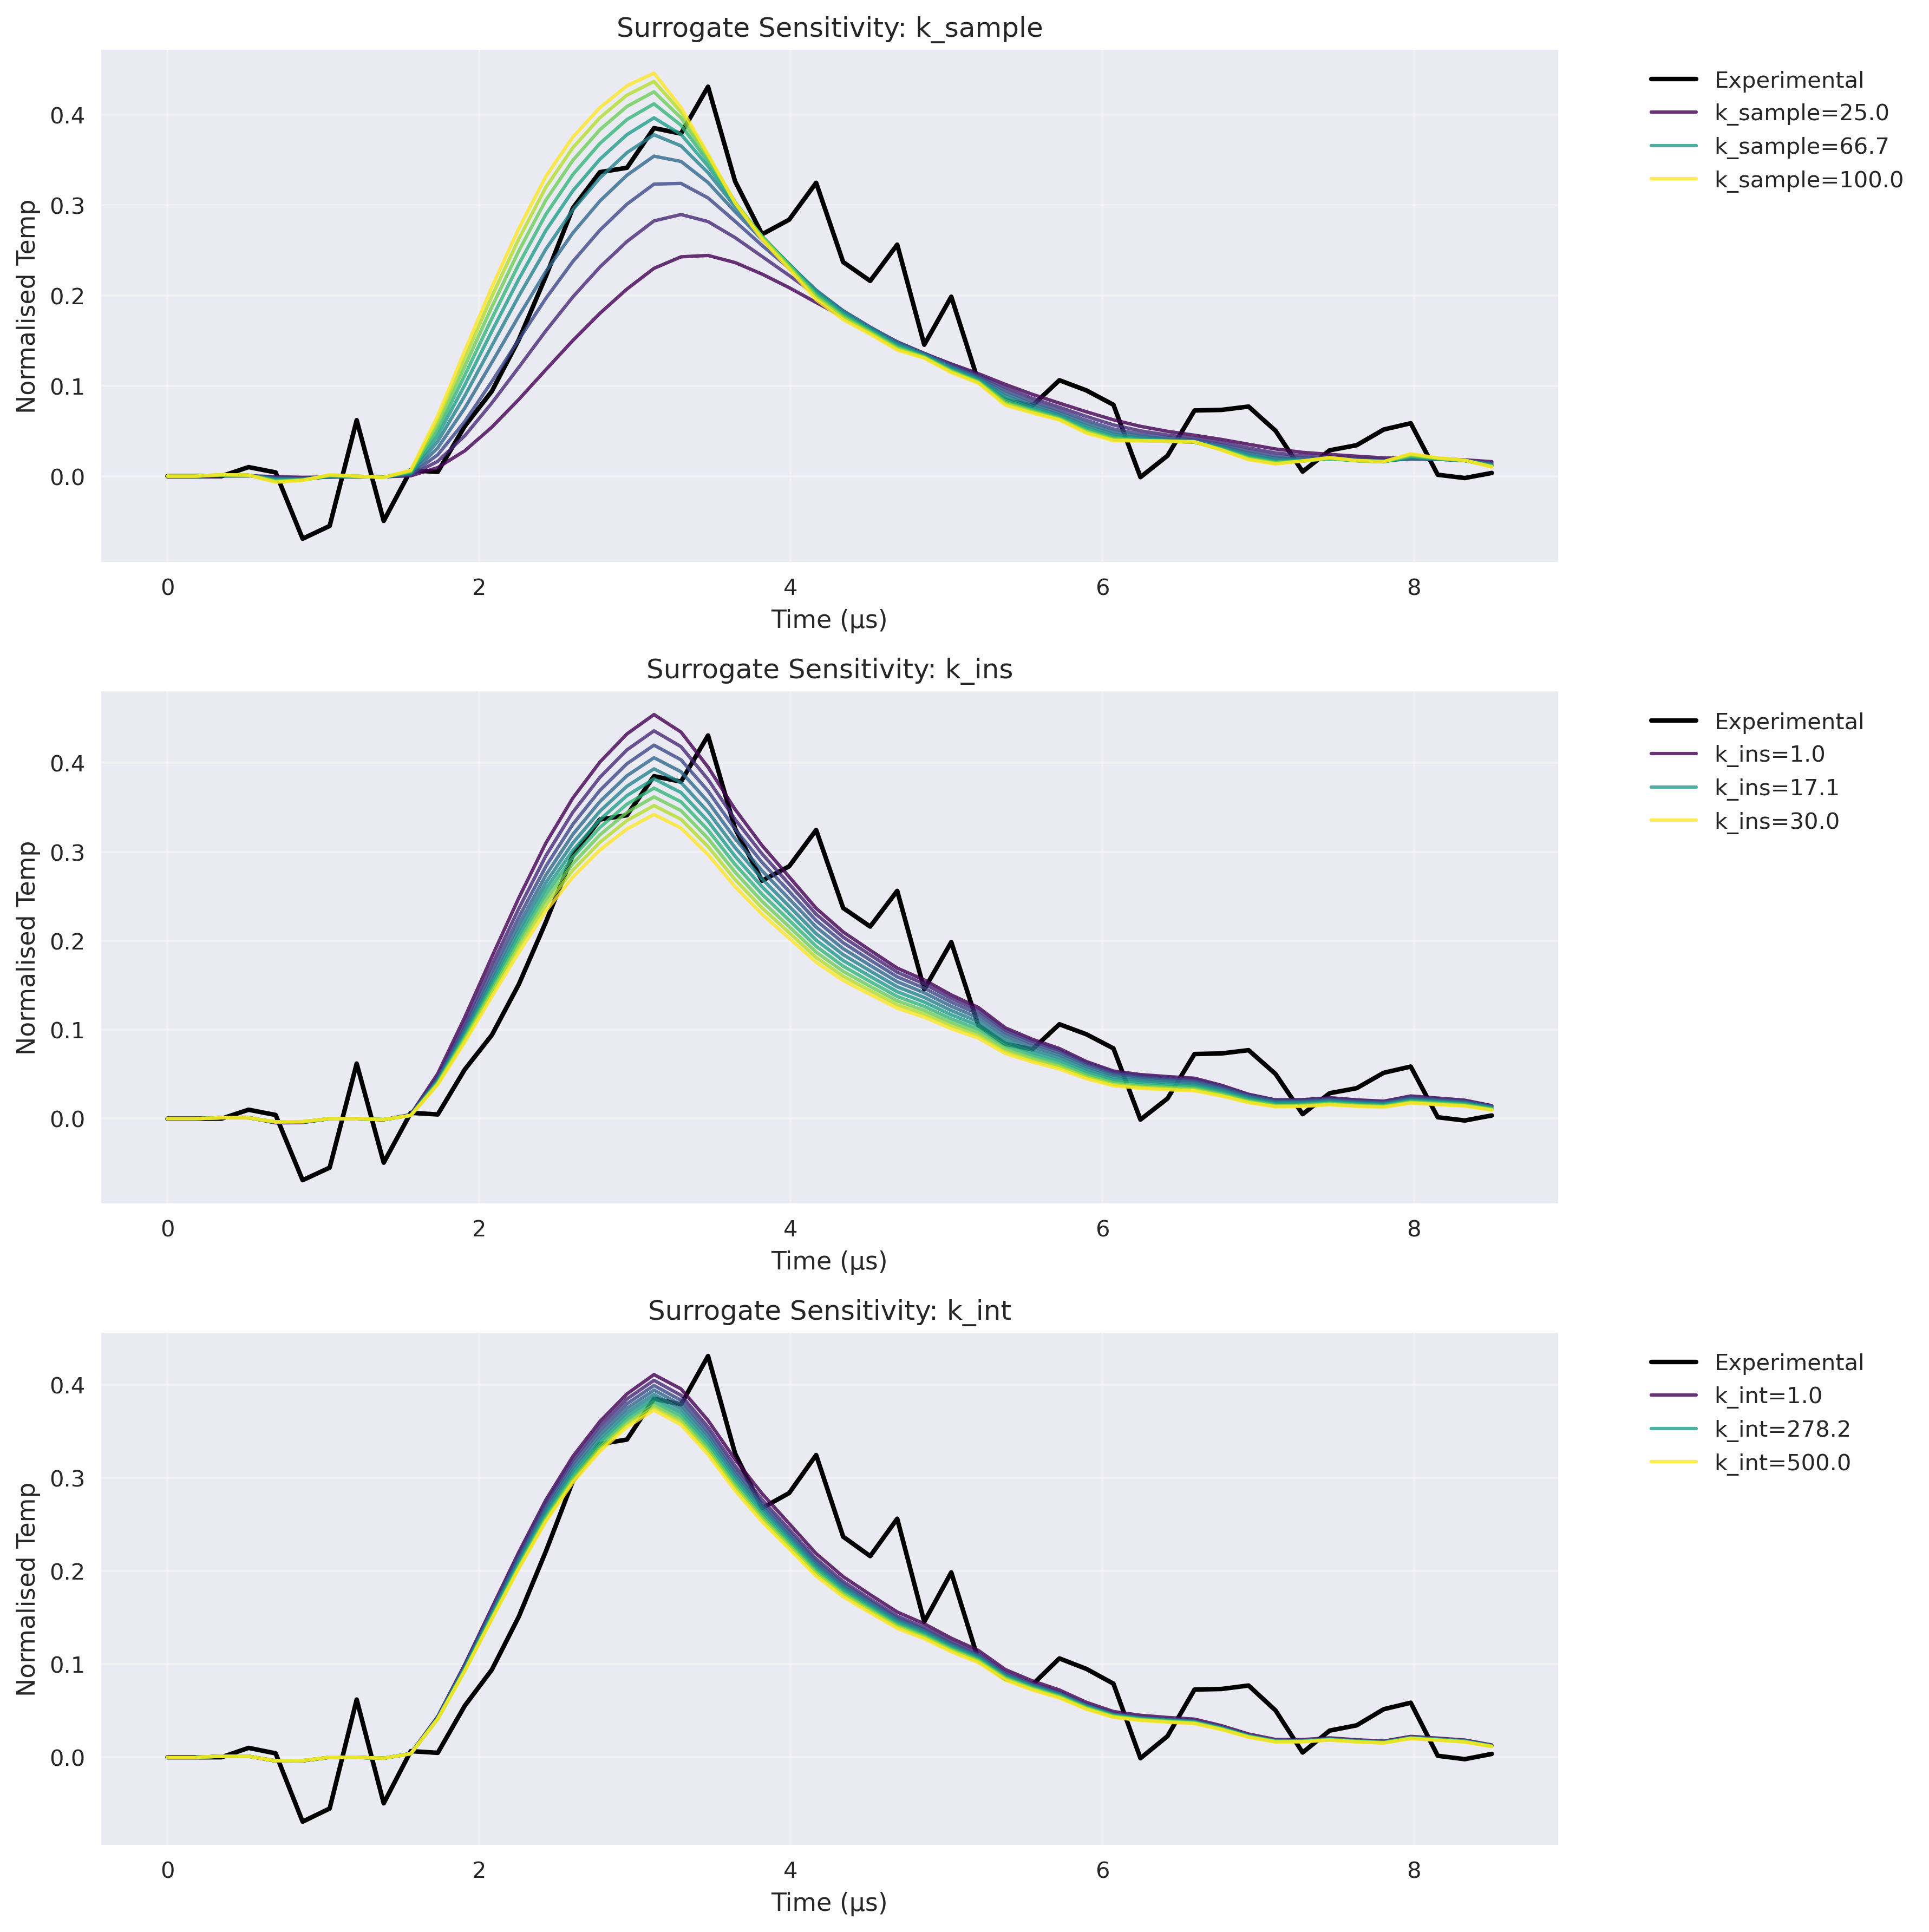 Surrogate Sensitivity: k_sample
Normalised Temp
0.4
0.3
0.2
0.1
0.0
0 2 4 6 8
Time (µs)
Experimental
k_sample=25.0
k_sample=66.7
k_sample=100.0
Surrogate Sensitivity: k_ins
Normalised Temp
0.4
0.3
0.2
0.1
0.0
0 2 4 6 8
Time (µs)
Experimental
k_ins=1.0
k_ins=17.1
k_ins=30.0
Surrogate Sensitivity: k_int
Normalised Temp
0.4
0.3
0.2
0.1
0.0
0 2 4 6 8
Time (µs)
Experimental
k_int=1.0
k_int=278.2
k_int=500.0